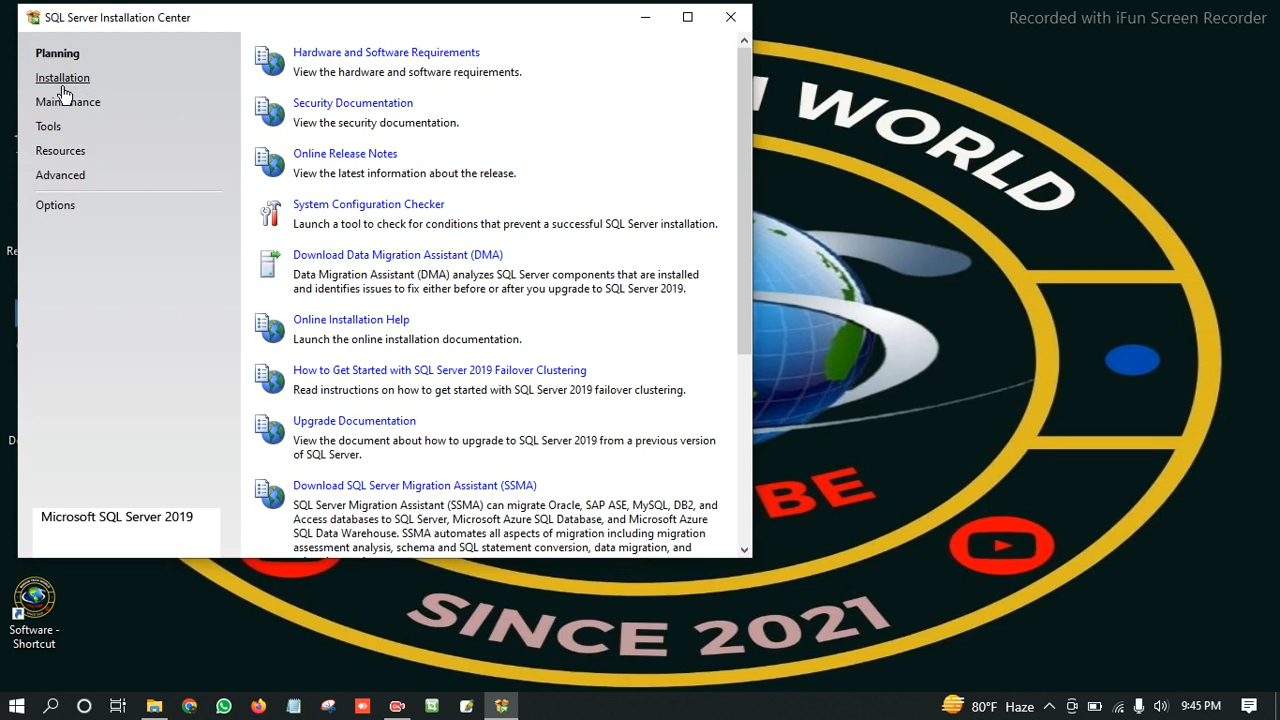 SQL Server Installation Center
Recorded with iFun Screen Recorder
Planning
Installation
Maintenance
Tools
Resources
Advanced
Options
Microsoft SQL Server 2019
Hardware and Software Requirements
View the hardware and software requirements.
Security Documentation
View the security documentation.
Online Release Notes
View the latest information about the release.
System Configuration Checker
Launch a tool to check for conditions that prevent a successful SQL Server installation.
Download Data Migration Assistant (DMA)
Data Migration Assistant (DMA) analyzes SQL Server components that are installed
and identifies issues to fix either before or after you upgrade to SQL Server 2019.
Online Installation Help
Launch the online installation documentation.
How to Get Started with SQL Server 2019 Failover Clustering
Read instructions on how to get started with SQL Server 2019 failover clustering.
Upgrade Documentation
View the document about how to upgrade to SQL Server 2019 from a previous version
of SQL Server.
Download SQL Server Migration Assistant (SSMA)
SQL Server Migration Assistant (SSMA) can migrate Oracle, SAP ASE, MySQL, DB2, and
Access databases to SQL Server, Microsoft Azure SQL Database, and Microsoft Azure
SQL Data Warehouse. SSMA automates all aspects of migration including migration
assessment analysis, schema and SQL statement conversion, data migration, and
WORLD
BE
SINCE 2021
Software -
Shortcut
80°F Haze
9:45 PM